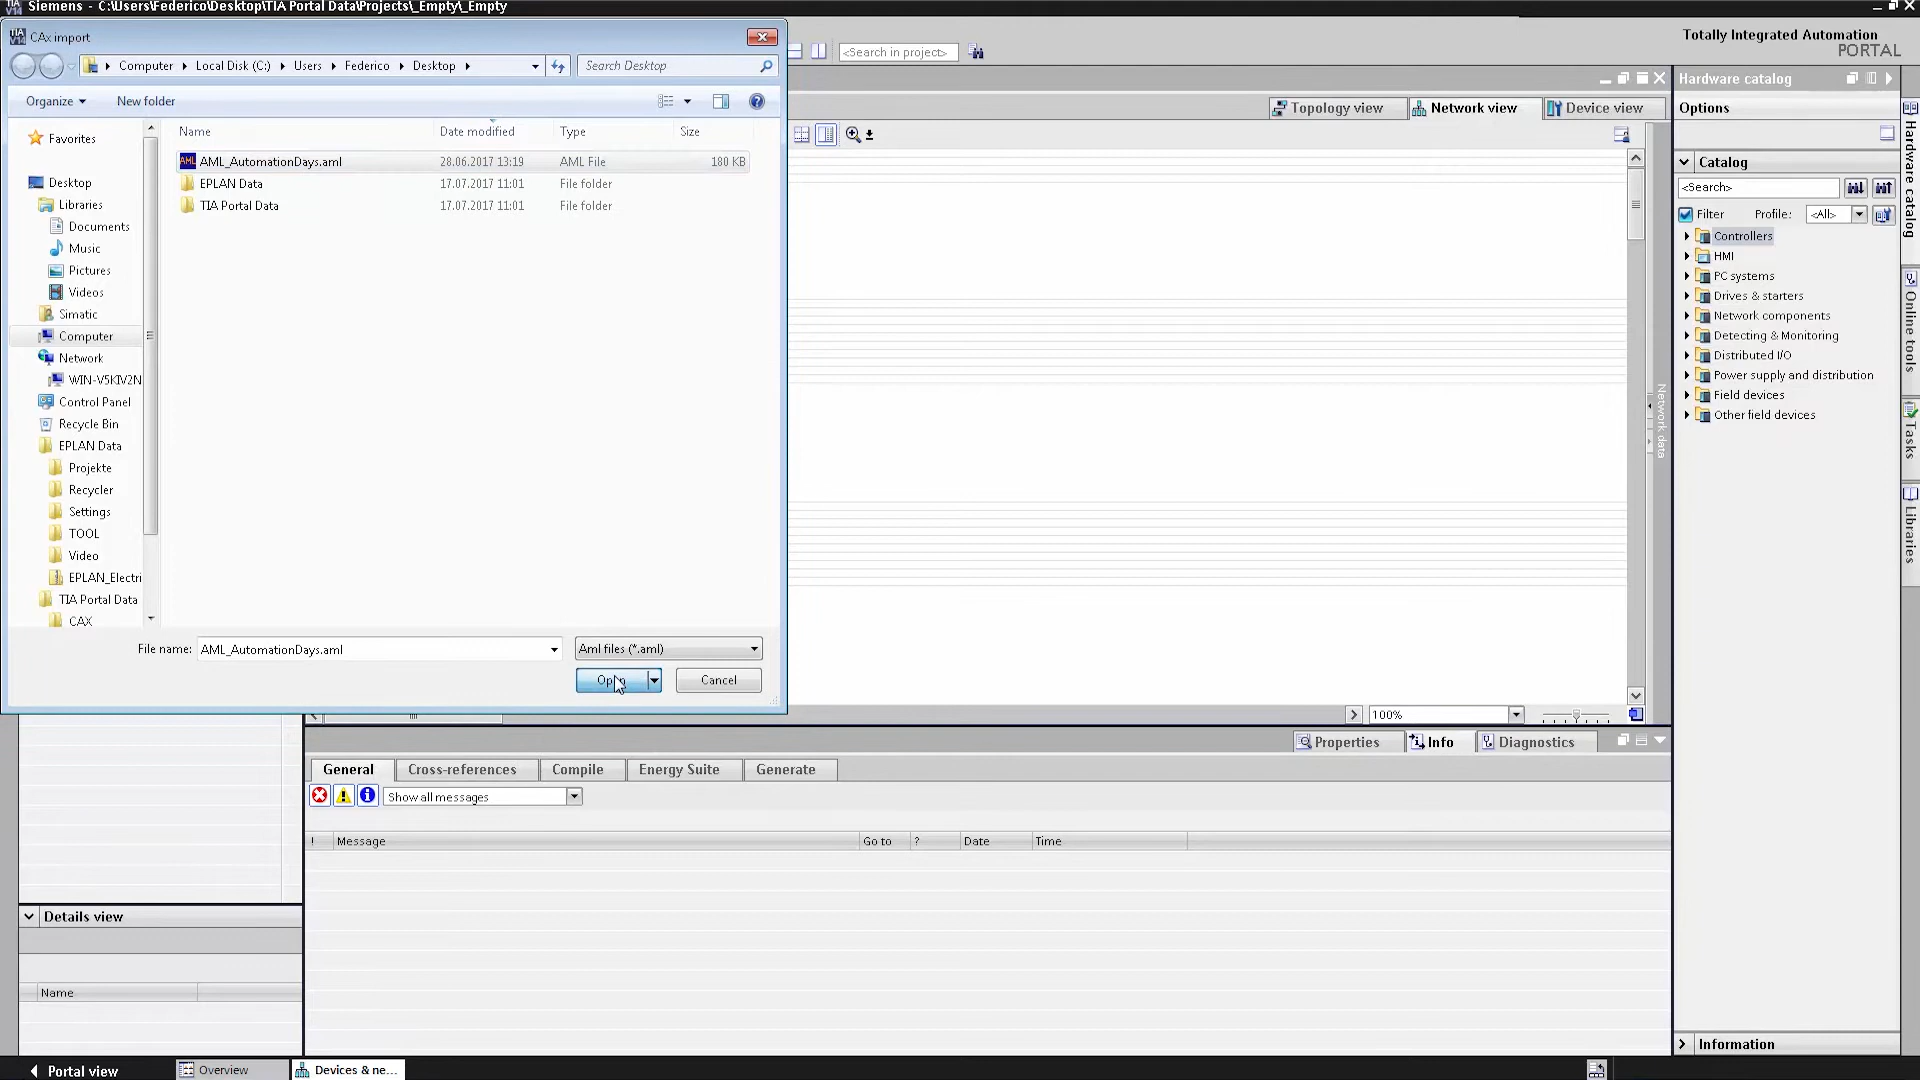 Siemens - C:\Users\Federico\Desktop\TIA Portal Data\Projects\_Empty\_Empty
CAx import
Totally Integrated Automation
PORTAL
<Search in project>
Computer Local Disk (C:) Users Federico Desktop
Search Desktop
Hardware catalog
Organize New folder
Topology view
Network view
Device view
Options
Name Date modified Type Size
Favorites
AML_AutomationDays.aml 28.06.2017 13:19 AML File 180 KB
EPLAN Data 17.07.2017 11:01 File folder
TIA Portal Data 17.07.2017 11:01 File folder
Desktop
Libraries
Documents
Music
Pictures
Videos
Simatic
Computer
Network
WIN-V5KIV2N
Control Panel
Recycle Bin
EPLAN Data
Projekte
Recycler
Settings
TOOL
Video
EPLAN_Electri
TIA Portal Data
CAX
Catalog
<Search>
Filter Profile: <All>
Controllers
HMI
PC systems
Drives & starters
Network components
Detecting & Monitoring
Distributed I/O
Power supply and distribution
Field devices
Other field devices
Hardware catalog
Online tools
Tasks
Libraries
Network data
File name: AML_AutomationDays.aml Aml files (*.aml)
Cancel
100%
Properties
Info
Diagnostics
General
Cross-references
Compile
Energy Suite
Generate
Show all messages
! Message Go to ? Date Time
Details view
Name
Information
Portal view
Overview
Devices & ne...